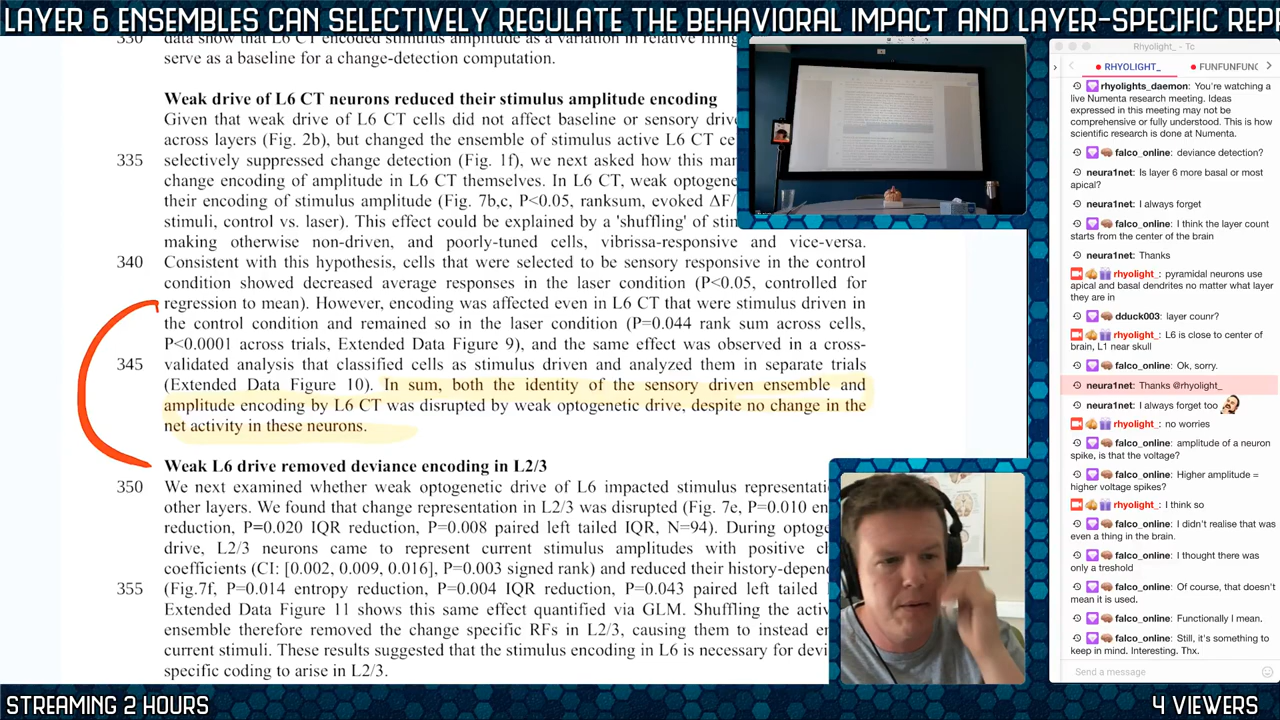 LAYER 6 ENSEMBLES CAN SELECTIVELY REGULATE THE BEHAVIORAL IMPACT AND LAYER-SPECIFIC REP
330 data show that L6 CT encoded stimulus amplitude as a variation in relative firing
serve as a baseline for a change-detection computation.
Weak drive of L6 CT neurons reduced their stimulus amplitude encoding
Given that weak drive of L6 CT cells did not affect baseline or sensory drive
across layers (Fig. 2b), but changed the ensemble of stimulus active L6 CT ce
335 selectively suppressed change detection (Fig. 1f), we next asked how this man
change encoding of amplitude in L6 CT themselves. In L6 CT, weak optogene
their encoding of stimulus amplitude (Fig. 7b,c, P<0.05, ranksum, evoked ΔF/
stimuli, control vs. laser). This effect could be explained by a 'shuffling' of stim
making otherwise non-driven, and poorly-tuned cells, vibrissa-responsive and vice-versa.
340 Consistent with this hypothesis, cells that were selected to be sensory responsive in the control
condition showed decreased average responses in the laser condition (P<0.05, controlled for
regression to mean). However, encoding was affected even in L6 CT that were stimulus driven in
the control condition and remained so in the laser condition (P=0.044 rank sum across cells,
P<0.0001 across trials, Extended Data Figure 9), and the same effect was observed in a cross-
345 validated analysis that classified cells as stimulus driven and analyzed them in separate trials
(Extended Data Figure 10). In sum, both the identity of the sensory driven ensemble and
amplitude encoding by L6 CT was disrupted by weak optogenetic drive, despite no change in the
net activity in these neurons.
Weak L6 drive removed deviance encoding in L2/3
350 We next examined whether weak optogenetic drive of L6 impacted stimulus representati
other layers. We found that change representation in L2/3 was disrupted (Fig. 7e, P=0.010 en
reduction, P=0.020 IQR reduction, P=0.008 paired left tailed IQR, N=94). During optoge
drive, L2/3 neurons came to represent current stimulus amplitudes with positive
coefficients (CI: [0.002, 0.009, 0.016], P=0.003 signed rank) and reduced their history-depen
355 (Fig.7f, P=0.014 entropy reduction, P=0.004 IQR reduction, P=0.043 paired left tailed
Extended Data Figure 11 shows this same effect quantified via GLM. Shuffling the activ
ensemble therefore removed the change specific RFs in L2/3, causing them to instead en
current stimuli. These results suggested that the stimulus encoding in L6 is necessary for devi
specific coding to arise in L2/3.
Rhyolight_ - Tc
RHYOLIGHT_
FUNFUNFUNC
rhyolights_daemon: You're watching a
live Numenta research meeting. Ideas
expressed in this meeting may not be
comprehensive or fully understood. This is how
scientific research is done at Numenta.
falco_online: deviance detection?
neura1net: Is layer 6 more basal or most
apical?
neura1net: I always forget
falco_online: I think the layer count
starts from the center of the brain
neura1net: Thanks
rhyolight_: pyramidal neurons use
apical and basal dendrites no matter what layer
they are in
dduck003: layer counr?
rhyolight_: L6 is close to center of
brain, L1 near skull
falco_online: Ok, sorry.
neura1net: Thanks @rhyolight_
neura1net: I always forget too
rhyolight_: no worries
falco_online: amplitude of a neuron
spike, is that the voltage?
falco_online: Higher amplitude =
higher voltage spikes?
rhyolight_: I think so
falco_online: I didn't realise that was
even a thing in the brain.
falco_online: I thought there was
only a treshold
falco_online: Of course, that doesn't
mean it is used.
falco_online: Functionally I mean.
falco_online: Still, it's something to
keep in mind. Interesting. Thx.
Send a message
STREAMING 2 HOURS
4 VIEWERS